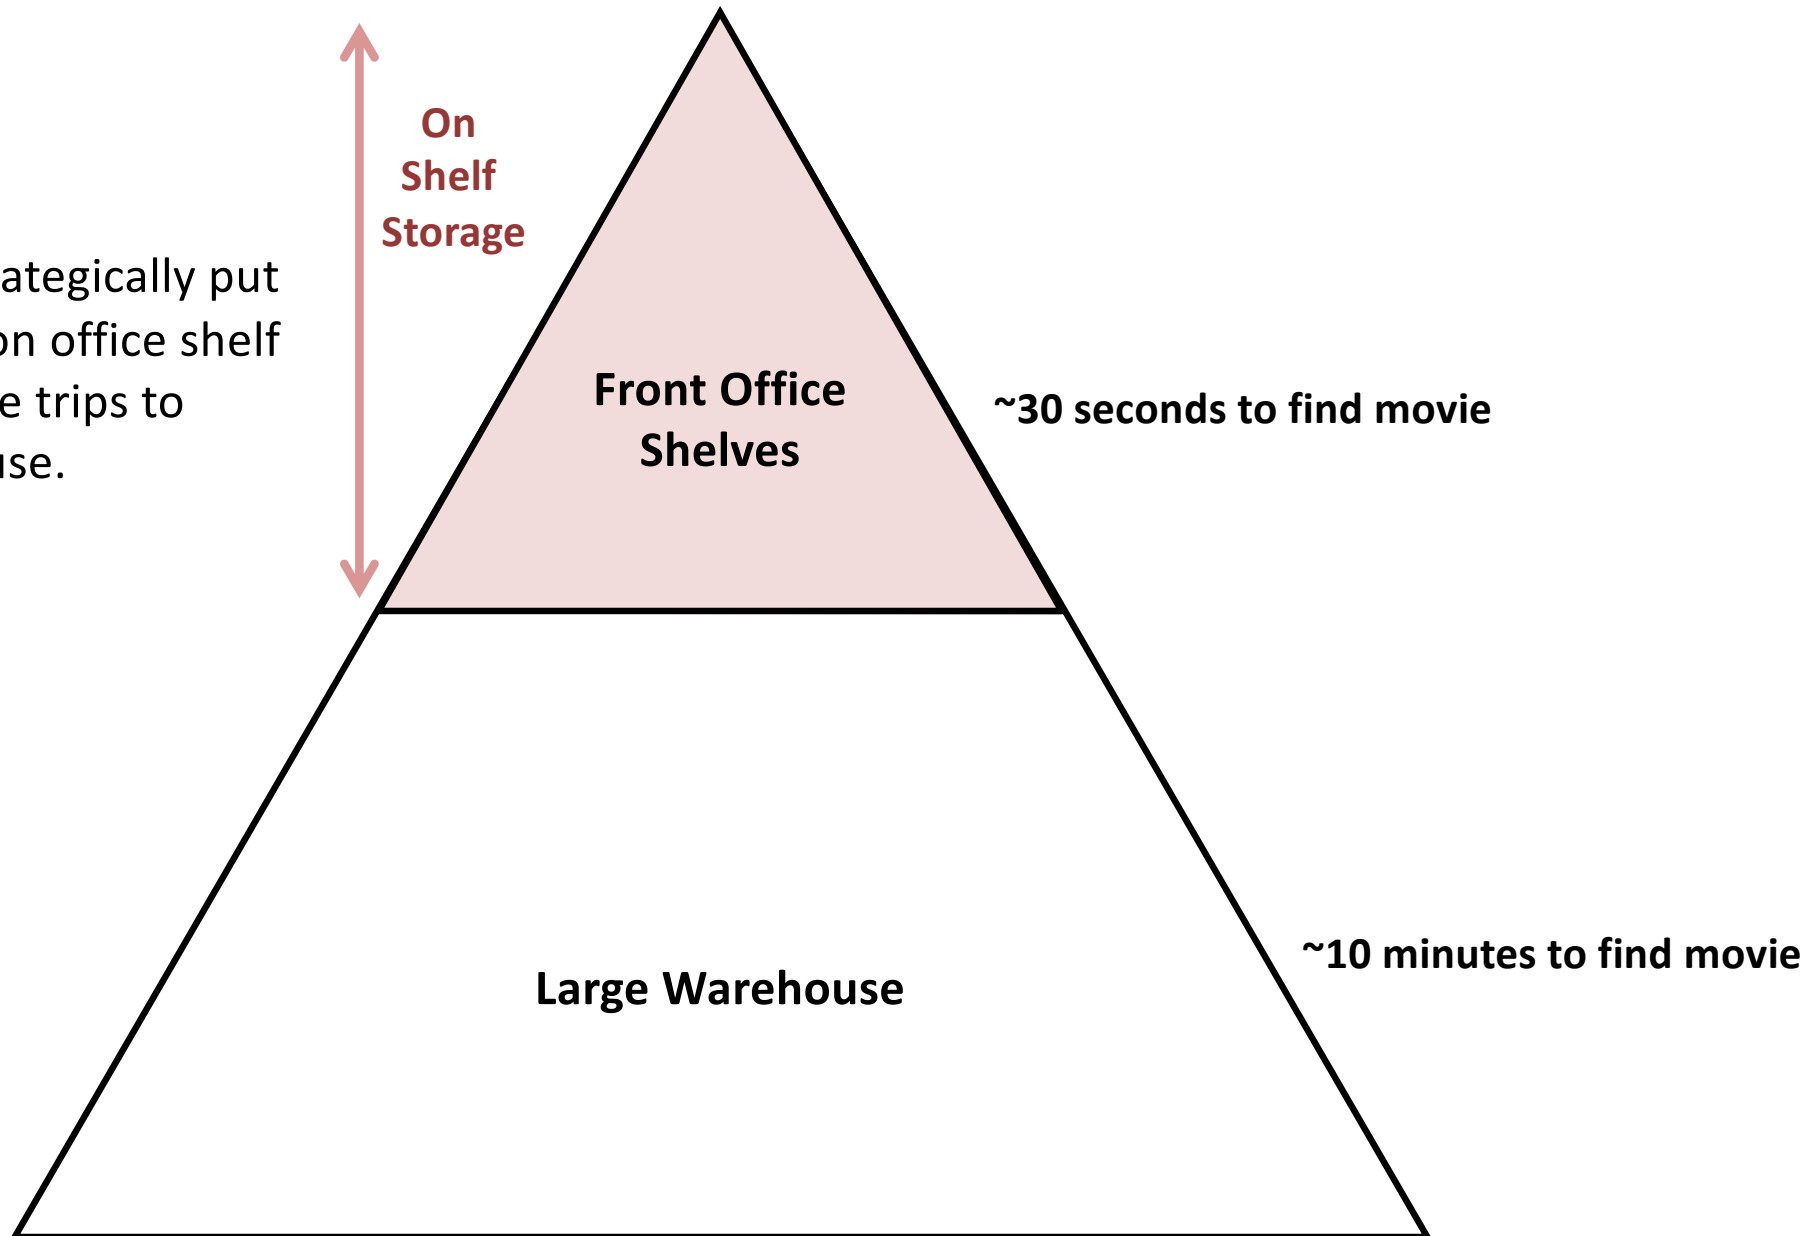 On
Shelf
Storage
ategically put
on office shelf
e trips to
use.
Front Office
Shelves
~30 seconds to find movie
Large Warehouse
~10 minutes to find movie